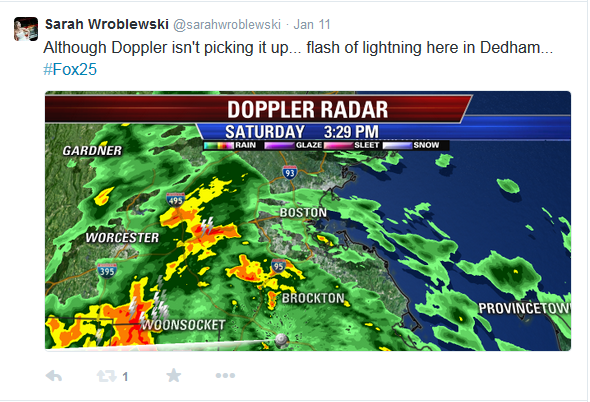 Sarah Wroblewski @sarahwroblewski · Jan 11
Although Doppler isn't picking it up... flash of lightning here in Dedham...
#Fox25
DOPPLER RADAR
SATURDAY 3:29 PM
RAIN GLAZE SLEET SNOW
GARDNER
93
495
BOSTON
WORCESTER
395
95
BROCKTON
PROVINCETOW
WOONSOCKET
1